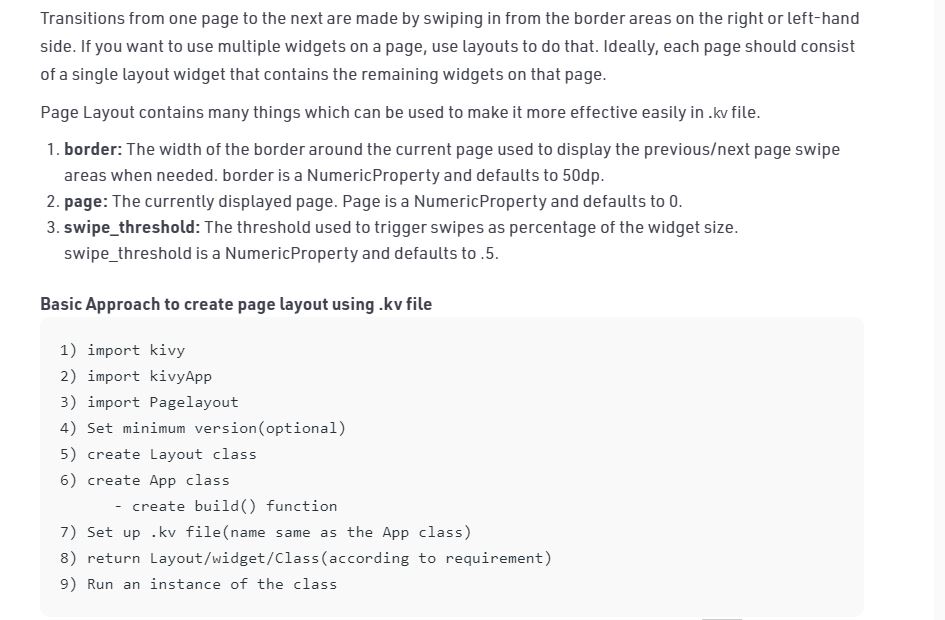 Transitions from one page to the next are made by swiping in from the border areas on the right or left-hand
side. If you want to use multiple widgets on a page, use layouts to do that. Ideally, each page should consist
of a single layout widget that contains the remaining widgets on that page.
Page Layout contains many things which can be used to make it more effective easily in .kv file.
1. border: The width of the border around the current page used to display the previous/next page swipe
areas when needed. border is a NumericProperty and defaults to 50dp.
2. page: The currently displayed page. Page is a NumericProperty and defaults to 0.
3. swipe_threshold: The threshold used to trigger swipes as percentage of the widget size.
swipe_threshold is a NumericProperty and defaults to .5.
Basic Approach to create page layout using .kv file
1) import kivy
2) import kivyApp
3) import Pagelayout
4) Set minimum version(optional)
5) create Layout class
6) create App class
- create build() function
7) Set up .kv file(name same as the App class)
8) return Layout/widget/Class(according to requirement)
9) Run an instance of the class